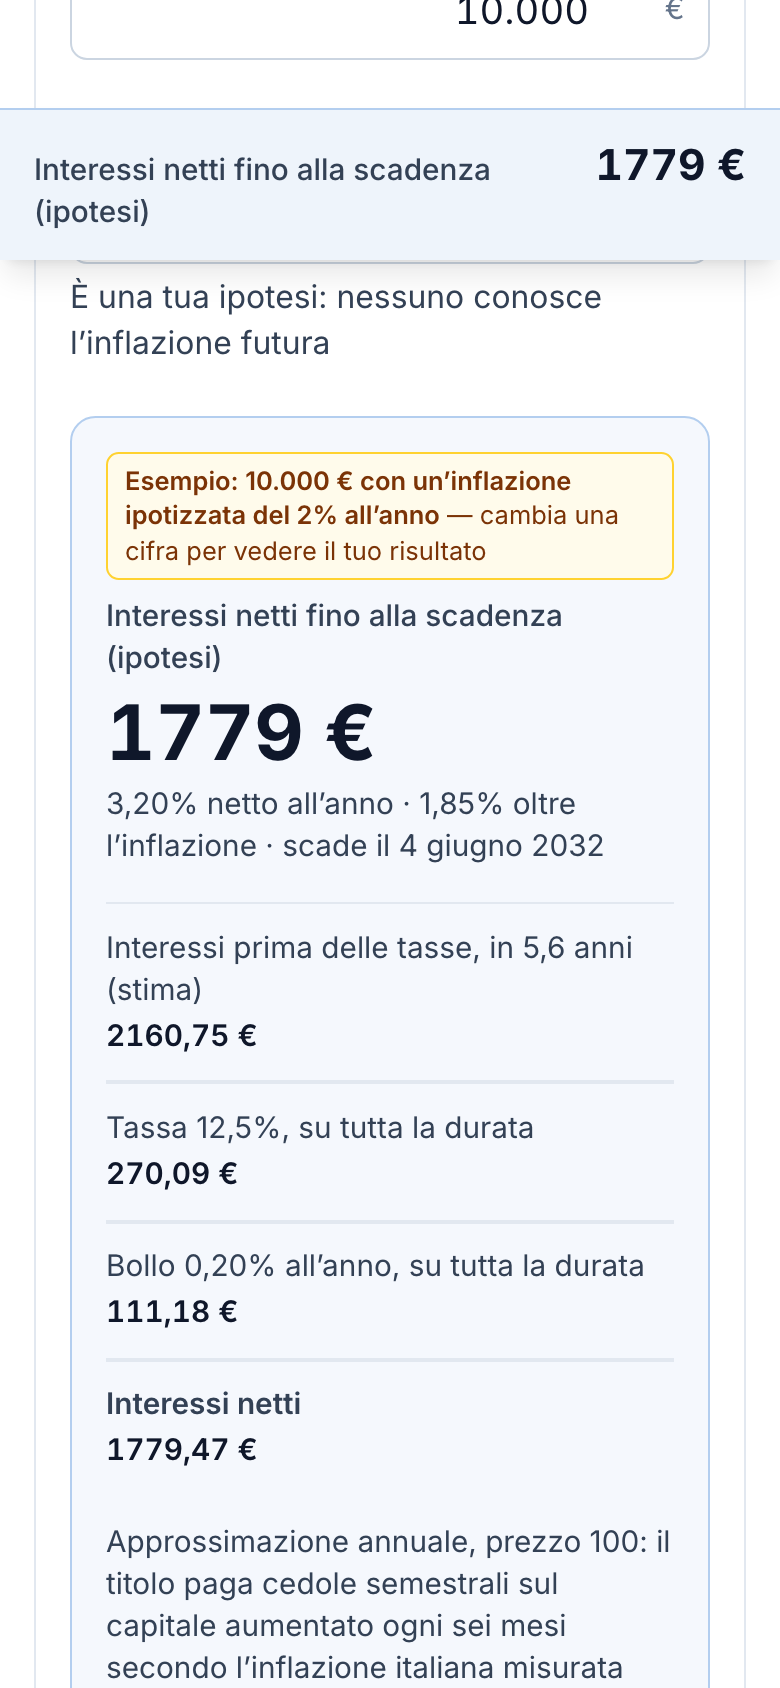 10.000 €
Interessi netti fino alla scadenza
(ipotesi)
1779 €
È una tua ipotesi: nessuno conosce
l’inflazione futura
Esempio: 10.000 € con un’inflazione
ipotizzata del 2% all’anno — cambia una
cifra per vedere il tuo risultato
Interessi netti fino alla scadenza
(ipotesi)
1779 €
3,20% netto all’anno · 1,85% oltre
l’inflazione · scade il 4 giugno 2032
Interessi prima delle tasse, in 5,6 anni
(stima)
2160,75 €
Tassa 12,5%, su tutta la durata
270,09 €
Bollo 0,20% all’anno, su tutta la durata
111,18 €
Interessi netti
1779,47 €
Approssimazione annuale, prezzo 100: il
titolo paga cedole semestrali sul
capitale aumentato ogni sei mesi
secondo l’inflazione italiana misurata